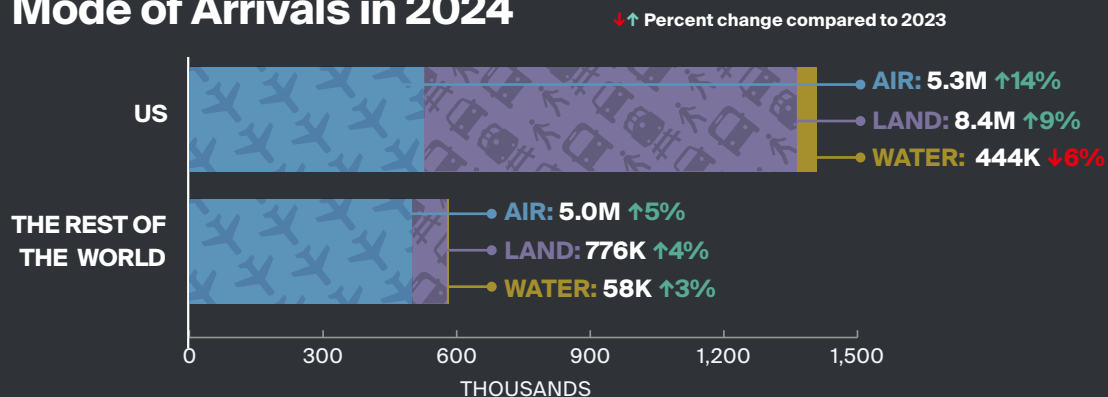 Mode of Arrivals in 2024
↓↑ Percent change compared to 2023
US
AIR: 5.3M ↑14%
LAND: 8.4M ↑9%
WATER: 444K ↓6%
THE REST OF
THE WORLD
AIR: 5.0M ↑5%
LAND: 776K ↑4%
WATER: 58K ↑3%
0 300 600 900 1,200 1,500
THOUSANDS